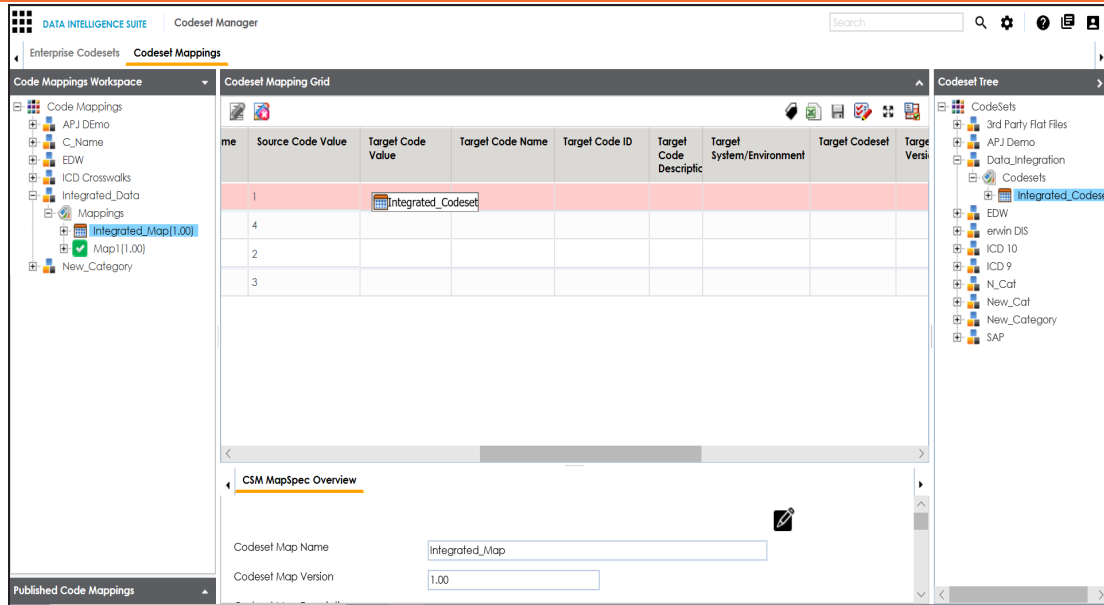 DATA INTELLIGENCE SUITE Codeset Manager Search
Enterprise Codesets Codeset Mappings
Code Mappings Workspace
Code Mappings
APJ DEmo
C_Name
EDW
ICD Crosswalks
Integrated_Data
Mappings
Integrated_Map(1.00)
Map1(1.00)
New_Category
Published Code Mappings
Codeset Mapping Grid
me Source Code Value Target Code Value Target Code Name Target Code ID Target Code Descriptic Target System/Environment Target Codeset Targe Versi
1 Integrated_Codeset
4
2
3
CSM MapSpec Overview
Codeset Map Name Integrated_Map
Codeset Map Version 1.00
Codeset Tree
CodeSets
3rd Party Flat Files
APJ Demo
Data_Integration
Codesets
Integrated_Codese
EDW
erwin DIS
ICD 10
ICD 9
N_Cat
New_Cat
New_Category
SAP